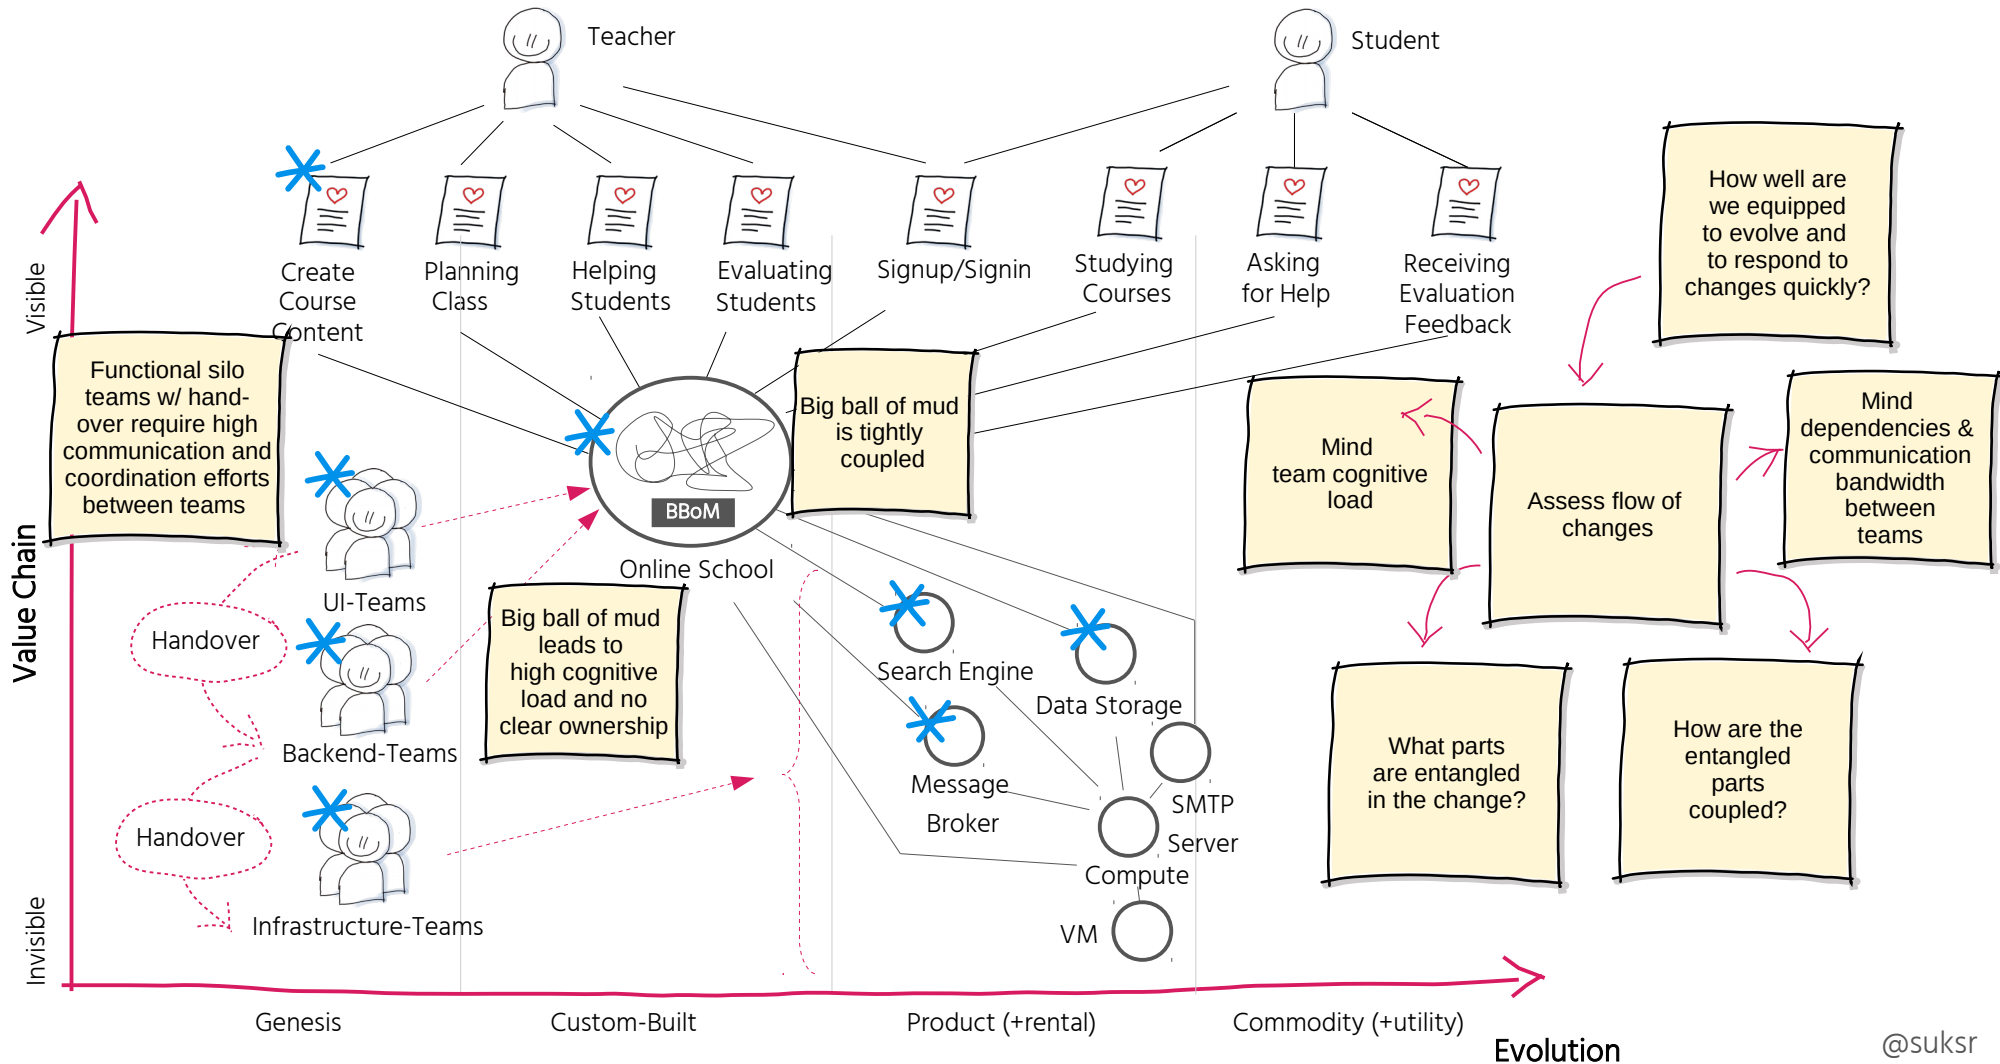 Teacher
Student
Create
Course
Content
Planning
Class
Helping
Students
Evaluating
Students
Signup/Signin
Studying
Courses
Asking
for Help
Receiving
Evaluation
Feedback
How well are
we equipped
to evolve and
to respond to
changes quickly?
Visible
Value Chain
Invisible
Functional silo
teams w/ hand-
over require high
communication and
coordination efforts
between teams
Big ball of mud
is tightly
coupled
BBoM
Online School
Mind
team cognitive
load
Assess flow of
changes
Mind
dependencies &
communication
bandwidth
between
teams
UI-Teams
Handover
Backend-Teams
Handover
Infrastructure-Teams
Big ball of mud
leads to
high cognitive
load and no
clear ownership
Search Engine
Data Storage
Message
Broker
SMTP
Server
Compute
VM
What parts
are entangled
in the change?
How are the
entangled
parts
coupled?
Genesis
Custom-Built
Product (+rental)
Commodity (+utility)
Evolution
@suksr